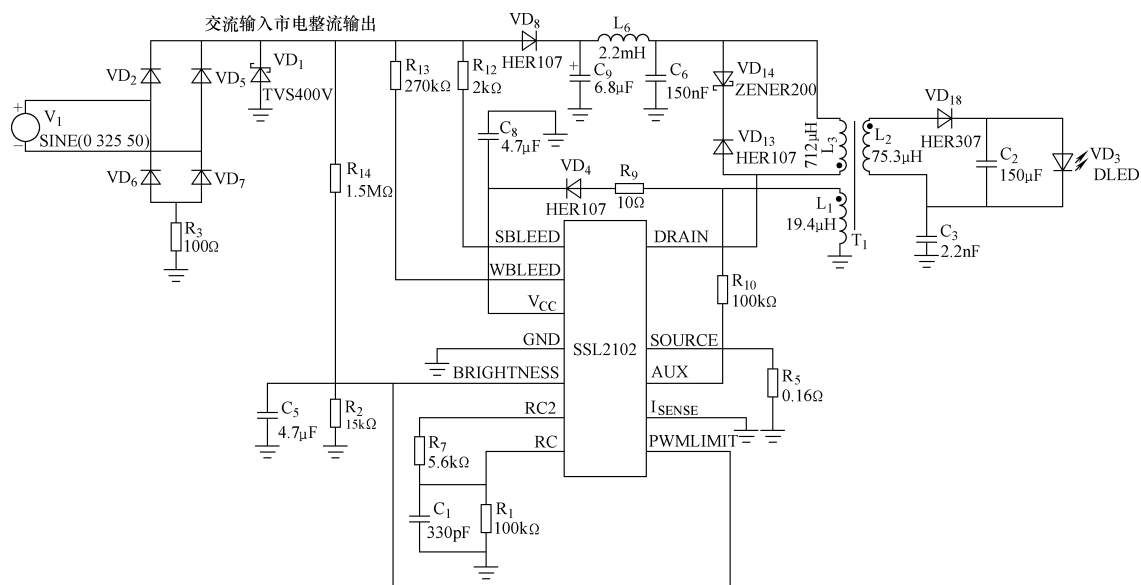 交流输入市电整流输出
VD8
HER107
L6
2.2mH
VD2
VD5
VD1
TVS400V
R13
270kΩ
R12
2kΩ
C9
6.8μF
C6
150nF
VD14
ZENER200
V1
SINE(0 325 50)
C8
4.7μF
VD13
HER107
712μH
L3
L2
75.3μH
VD18
HER307
C2
150μF
VD3
DLED
VD6
VD7
R14
1.5MΩ
VD4
HER107
R9
10Ω
L1
19.4μH
T1
C3
2.2nF
R3
100Ω
SBLEED
DRAIN
WBLEED
R10
100kΩ
VCC
GND
SSL2102
SOURCE
BRIGHTNESS
AUX
R5
0.16Ω
C5
4.7μF
R2
15kΩ
RC2
ISENSE
R7
5.6kΩ
RC
PWMLIMIT
C1
330pF
R1
100kΩ